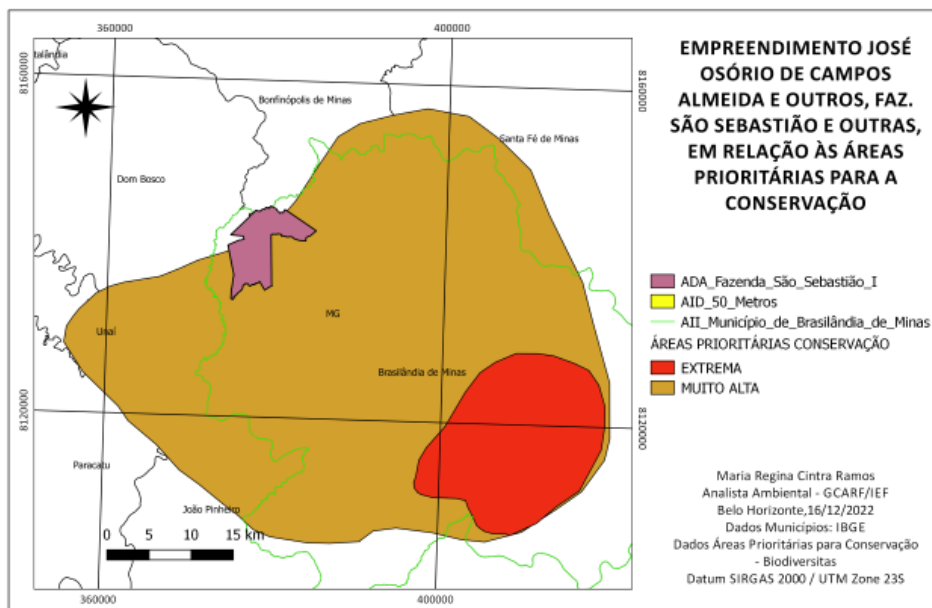 360000
400000
8160000
8160000
talândia
Bonfinópolis de Minas
Santa Fé de Minas
Dom Bosco
MG
Unaí
Brasilândia de Minas
8120000
8120000
Paracatu
João Pinheiro
0 5 10 15 km
360000
400000
EMPREENDIMENTO JOSÉ
OSÓRIO DE CAMPOS
ALMEIDA E OUTROS, FAZ.
SÃO SEBASTIÃO E OUTRAS,
EM RELAÇÃO ÀS ÁREAS
PRIORITÁRIAS PARA A
CONSERVAÇÃO
ADA_Fazenda_São_Sebastião_I
AID_50_Metros
AII_Município_de_Brasilândia_de_Minas
ÁREAS PRIORITÁRIAS CONSERVAÇÃO
EXTREMA
MUITO ALTA
Maria Regina Cintra Ramos
Analista Ambiental - GCARF/IEF
Belo Horizonte,16/12/2022
Dados Municípios: IBGE
Dados Áreas Prioritárias para Conservação
- Biodiversitas
Datum SIRGAS 2000 / UTM Zone 23S